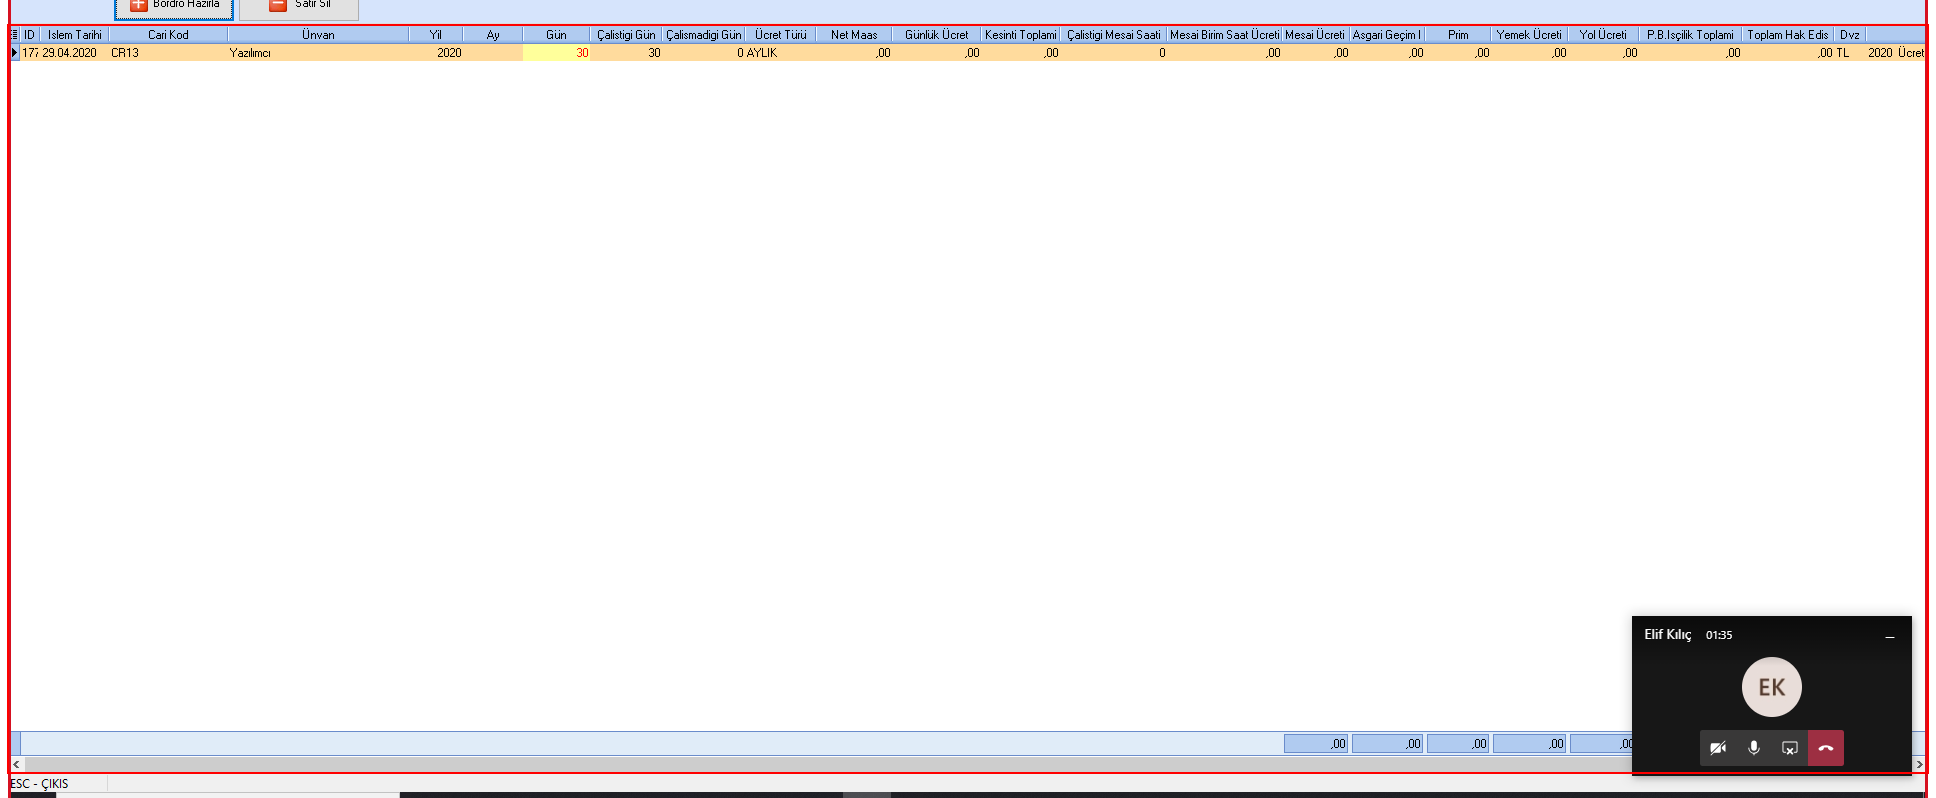 Bordro Hazırla Satır Sil
ID Islem Tarihi Cari Kod Ünvan Yil Ay Gün Çalistigi Gün Çalismadigi Gün Ücret Türü Net Maas Günlük Ücret Kesinti Toplami Çalistigi Mesai Saati Mesai Birim Saat Ücreti Mesai Ücreti Asgari Geçim I Prim Yemek Ücreti Yol Ücreti P.B.Isçilik Toplami Toplam Hak Edis Dvz
177 29.04.2020 CR13 Yazılımcı 2020 30 30 0 AYLIK ,00 ,00 ,00 0 ,00 ,00 ,00 ,00 ,00 ,00 ,00 ,00 TL 2020 Ücret
Elif Kılıç 01:35
EK
,00 ,00 ,00 ,00 ,00
ESC - ÇIKIS